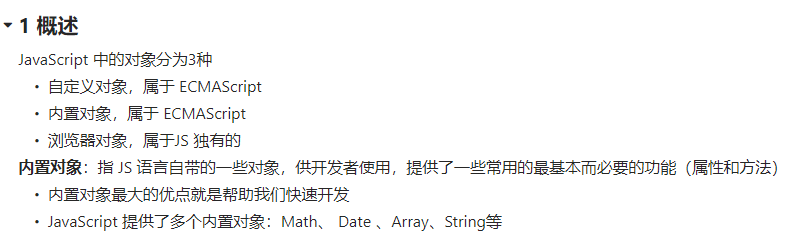 1 概述
JavaScript 中的对象分为3种
• 自定义对象，属于 ECMAScript
• 内置对象，属于 ECMAScript
• 浏览器对象，属于JS 独有的
内置对象：指 JS 语言自带的一些对象，供开发者使用，提供了一些常用的最基本而必要的功能（属性和方法）
• 内置对象最大的优点就是帮助我们快速开发
• JavaScript 提供了多个内置对象：Math、 Date 、Array、String等